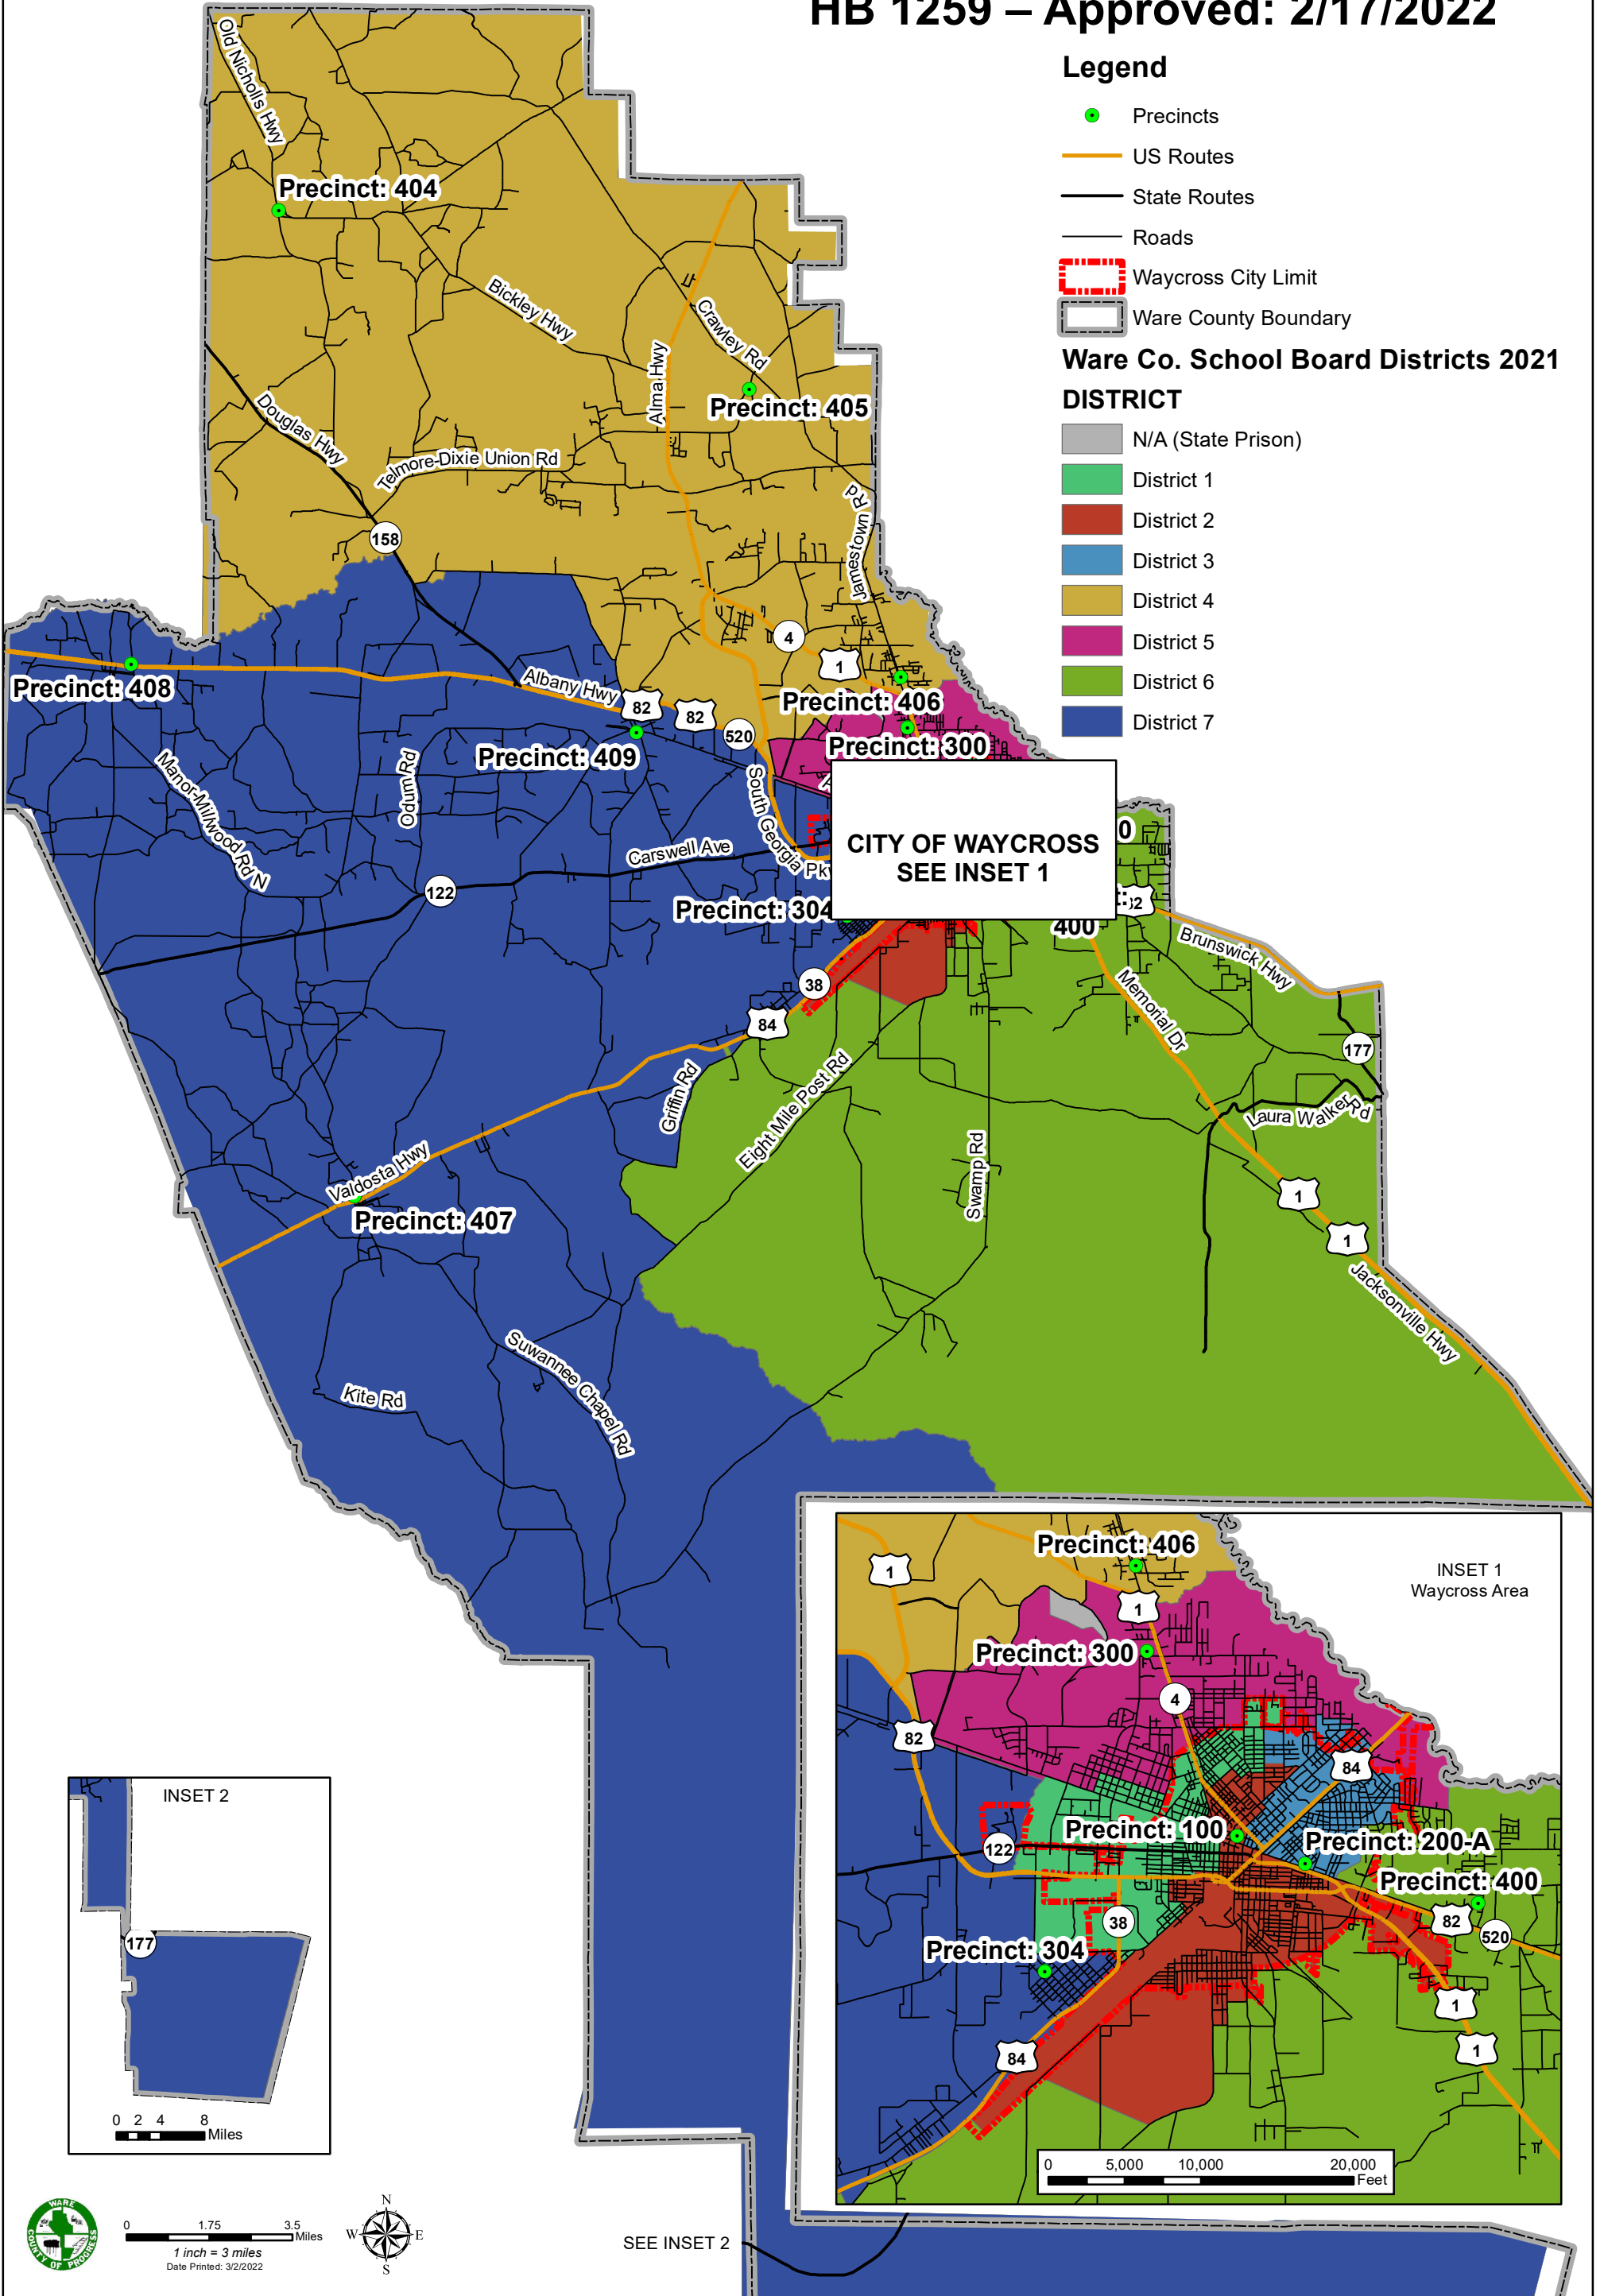 HB 1259 – Approved: 2/17/2022
Legend
Precincts
US Routes
State Routes
Roads
Waycross City Limit
Ware County Boundary
Ware Co. School Board Districts 2021
DISTRICT
N/A (State Prison)
District 1
District 2
District 3
District 4
District 5
District 6
District 7
Old Nicholls Hwy
Precinct: 404
Bickley Hwy
Crawley Rd
Alma Hwy
Precinct: 405
Douglas Hwy
Telmore-Dixie Union Rd
Jamestown Rd
158
4
1
Precinct: 408
Albany Hwy
82
82
520
Precinct: 406
Precinct: 300
Precinct: 409
Manor-Millwood Rd N
Odum Rd
South Georgia Pkw
CITY OF WAYCROSS
SEE INSET 1
0
Carswell Ave
122
Precinct: 304
t:
32
400
Brunswick Hwy
38
84
Memorial Dr
177
Griffin Rd
Eight Mile Post Rd
Swamp Rd
Laura Walker Rd
Valdosta Hwy
Precinct: 407
1
1
Jacksonville Hwy
Suwannee Chapel Rd
Kite Rd
INSET 1
Waycross Area
Precinct: 406
1
1
Precinct: 300
4
82
84
Precinct: 100
Precinct: 200-A
122
Precinct: 400
38
82
520
Precinct: 304
1
84
1
0 5,000 10,000 20,000
Feet
INSET 2
177
0 2 4 8
Miles
WARE
COUNTY OF PROGRESS
0 1.75 3.5
Miles
1 inch = 3 miles
Date Printed: 3/2/2022
N
W E
S
SEE INSET 2